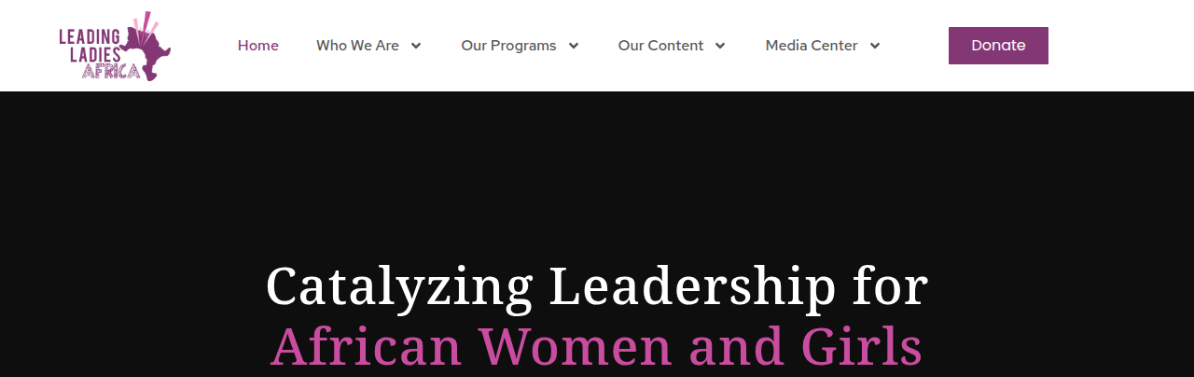 LEADING
LADIES
AFRICA
Home Who We Are Our Programs Our Content Media Center Donate
Catalyzing Leadership for
African Women and Girls